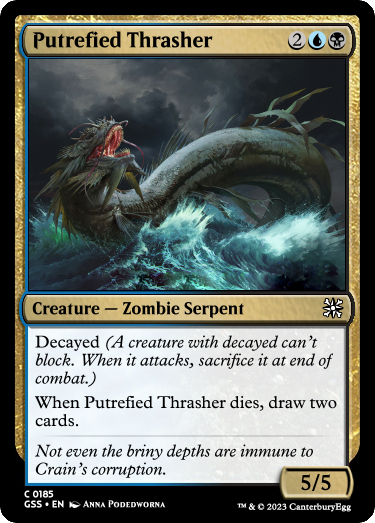 Putrefied Thrasher 2
Creature — Zombie Serpent
Decayed (A creature with decayed can't
block. When it attacks, sacrifice it at end of
combat.)
When Putrefied Thrasher dies, draw two
cards.
Not even the briny depths are immune to
Crain's corruption.
5/5
C 0185
GSS • EN Anna Podedworna
™ & © 2023 CanterburyEgg